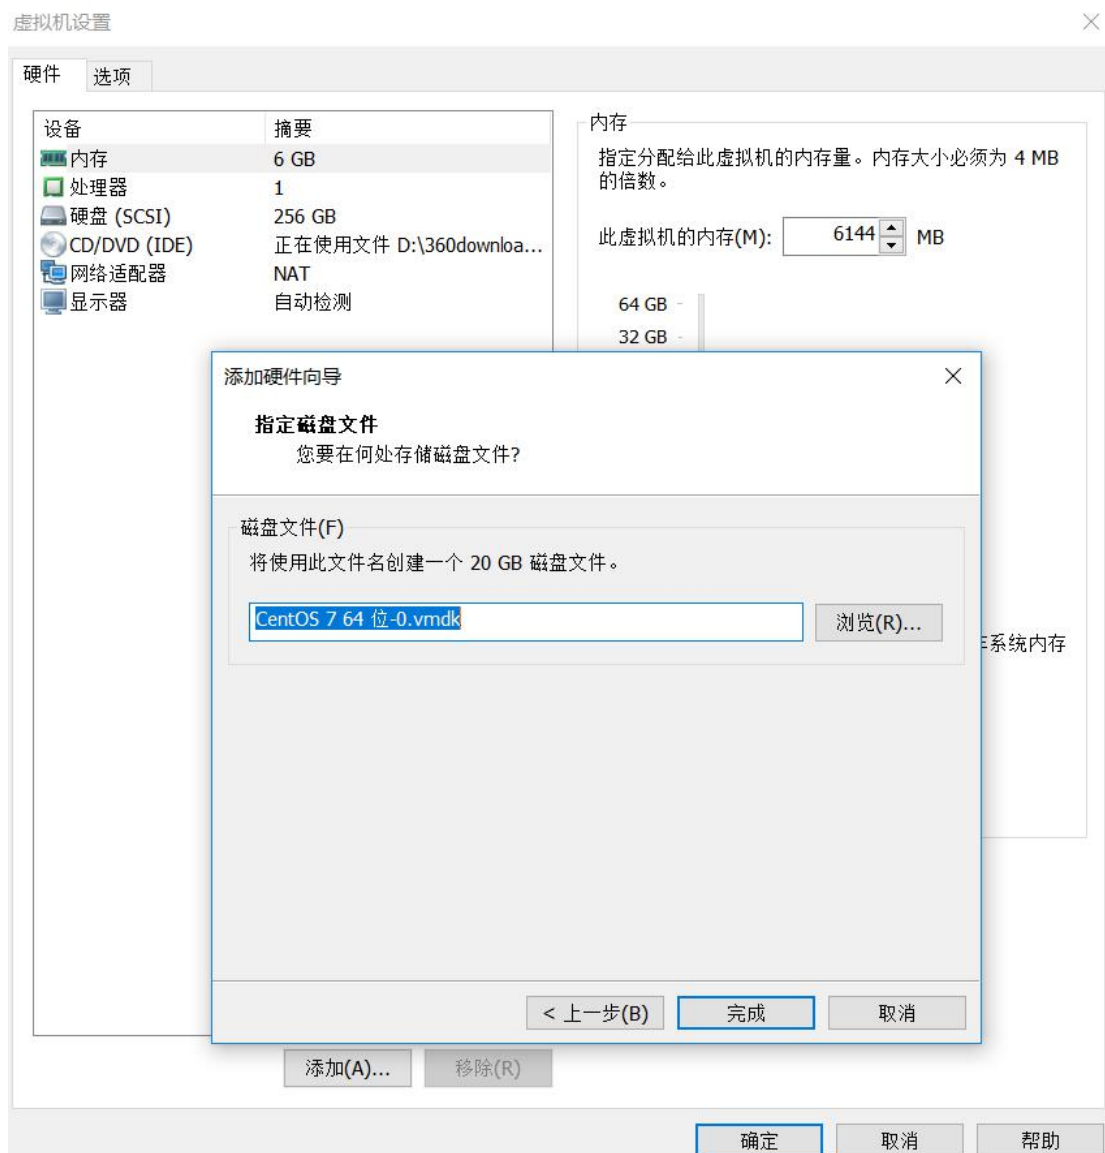 虚拟机设置
硬件 选项
设备 摘要
内存 6 GB
处理器 1
硬盘 (SCSI) 256 GB
CD/DVD (IDE) 正在使用文件 D:\360downloa...
网络适配器 NAT
显示器 自动检测
内存
指定分配给此虚拟机的内存量。内存大小必须为 4 MB
的倍数。
此虚拟机的内存(M): 6144 MB
64 GB
32 GB
添加硬件向导
指定磁盘文件
您要在何处存储磁盘文件?
磁盘文件(F)
将使用此文件名创建一个 20 GB 磁盘文件。
CentOS 7 64 位-0.vmdk 浏览(R)...
系统内存
< 上一步(B) 完成 取消
添加(A)... 移除(R)
确定 取消 帮助